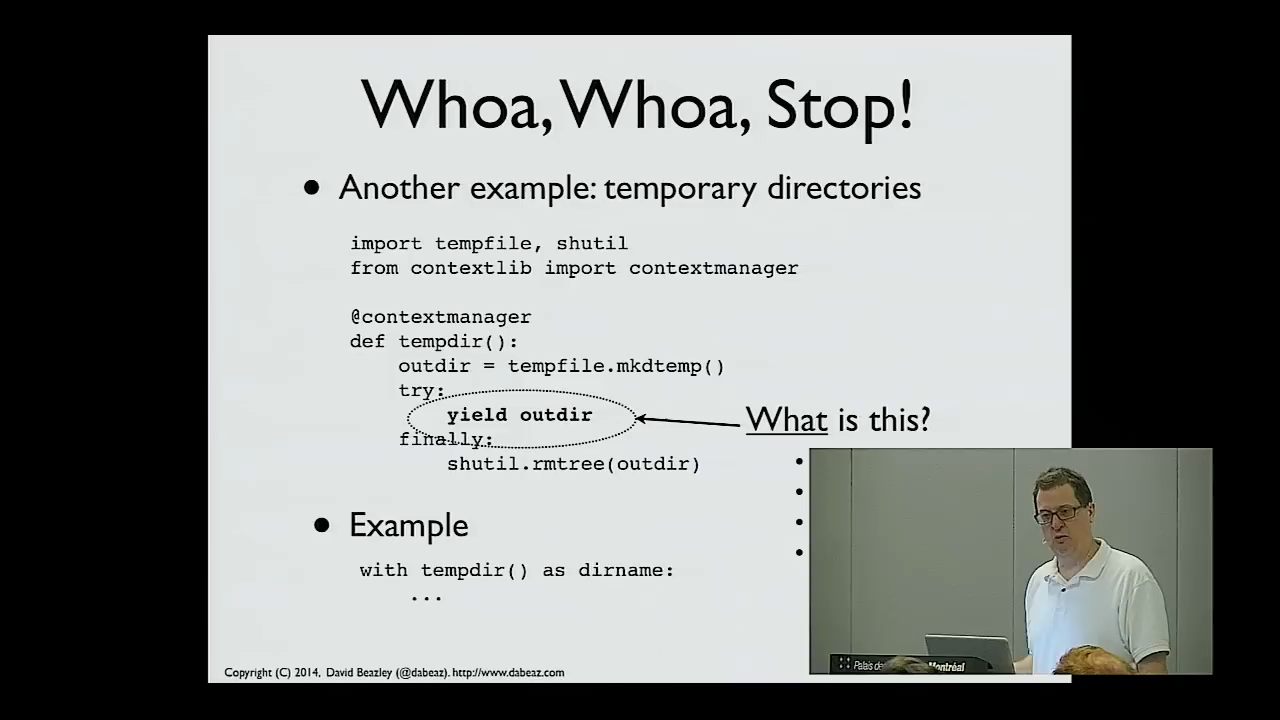 Whoa, Whoa, Stop!
• Another example: temporary directories
import tempfile, shutil
from contextlib import contextmanager
@contextmanager
def tempdir():
outdir = tempfile.mkdtemp()
try:
yield outdir
What is this?
finally:
shutil.rmtree(outdir)
•
•
•
•
• Example
with tempdir() as dirname:
...
Palais de
Montréal
Copyright (C) 2014, David Beazley (@dabeaz). http://www.dabeaz.com